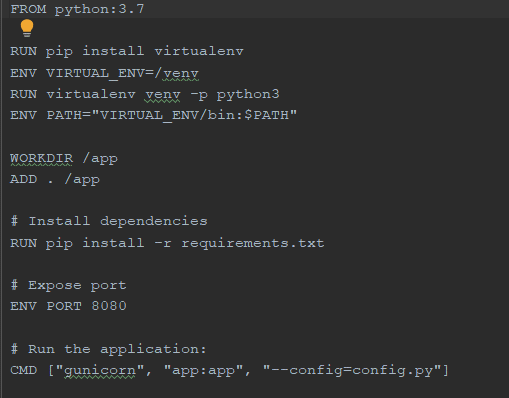 FROM python:3.7
RUN pip install virtualenv
ENV VIRTUAL_ENV=/venv
RUN virtualenv venv -p python3
ENV PATH="VIRTUAL_ENV/bin:$PATH"
WORKDIR /app
ADD . /app
# Install dependencies
RUN pip install -r requirements.txt
# Expose port
ENV PORT 8080
# Run the application:
CMD ["gunicorn", "app:app", "--config=config.py"]